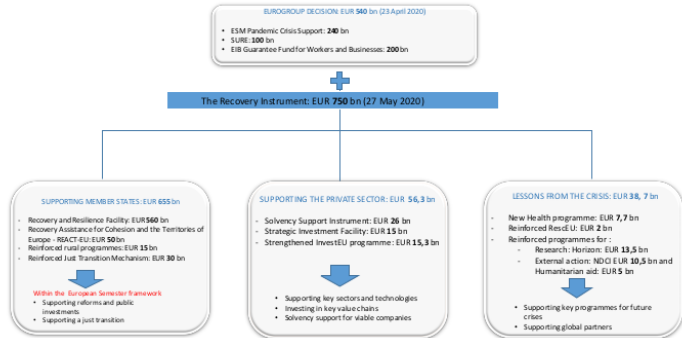 EUROGROUP DECISION: EUR 540 bn (23 April 2020)
• ESM Pandemic Crisis Support: 240 bn
• SURE: 100 bn
• EIB Guarantee Fund for Workers and Businesses: 200 bn
The Recovery Instrument: EUR 750 bn (27 May 2020)
SUPPORTING MEMBER STATES: EUR 655 bn
- Recovery and Resilience Facility: EUR 560 bn
- Recovery Assistance for Cohesion and the Territories of
Europe - REACT-EU: EUR 50 bn
- Reinforced rural programmes: EUR 15 bn
- Reinforced Just Transition Mechanism: EUR 30 bn
Within the European Semester framework
• Supporting reforms and public
investments
• Supporting a just transition
SUPPORTING THE PRIVATE SECTOR: EUR 56,3 bn
- Solvency Support Instrument: EUR 26 bn
- Strategic Investment Facility: EUR 15 bn
- Strengthened InvestEU programme: EUR 15,3 bn
• Supporting key sectors and technologies
• Investing in key value chains
• Solvency support for viable companies
LESSONS FROM THE CRISIS: EUR 38, 7 bn
- New Health programme: EUR 7,7 bn
- Reinforced RescEU: EUR 2 bn
- Reinforced programmes for :
- Research: Horizon: EUR 13,5 bn
- External action: NDCI EUR 10,5 bn and
Humanitarian aid: EUR 5 bn
• Supporting key programmes for future
crises
• Supporting global partners